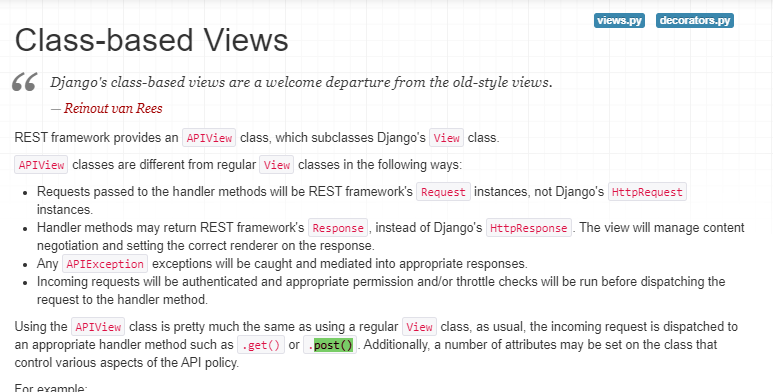 views.py decorators.py
Class-based Views
“ Django's class-based views are a welcome departure from the old-style views.
— Reinout van Rees
REST framework provides an APIView class, which subclasses Django's View class.
APIView classes are different from regular View classes in the following ways:
• Requests passed to the handler methods will be REST framework's Request instances, not Django's HttpRequest
instances.
• Handler methods may return REST framework's Response, instead of Django's HttpResponse. The view will manage content
negotiation and setting the correct renderer on the response.
• Any APIException exceptions will be caught and mediated into appropriate responses.
• Incoming requests will be authenticated and appropriate permission and/or throttle checks will be run before dispatching the
request to the handler method.
Using the APIView class is pretty much the same as using a regular View class, as usual, the incoming request is dispatched to
an appropriate handler method such as .get() or .post(). Additionally, a number of attributes may be set on the class that
control various aspects of the API policy.
For example: